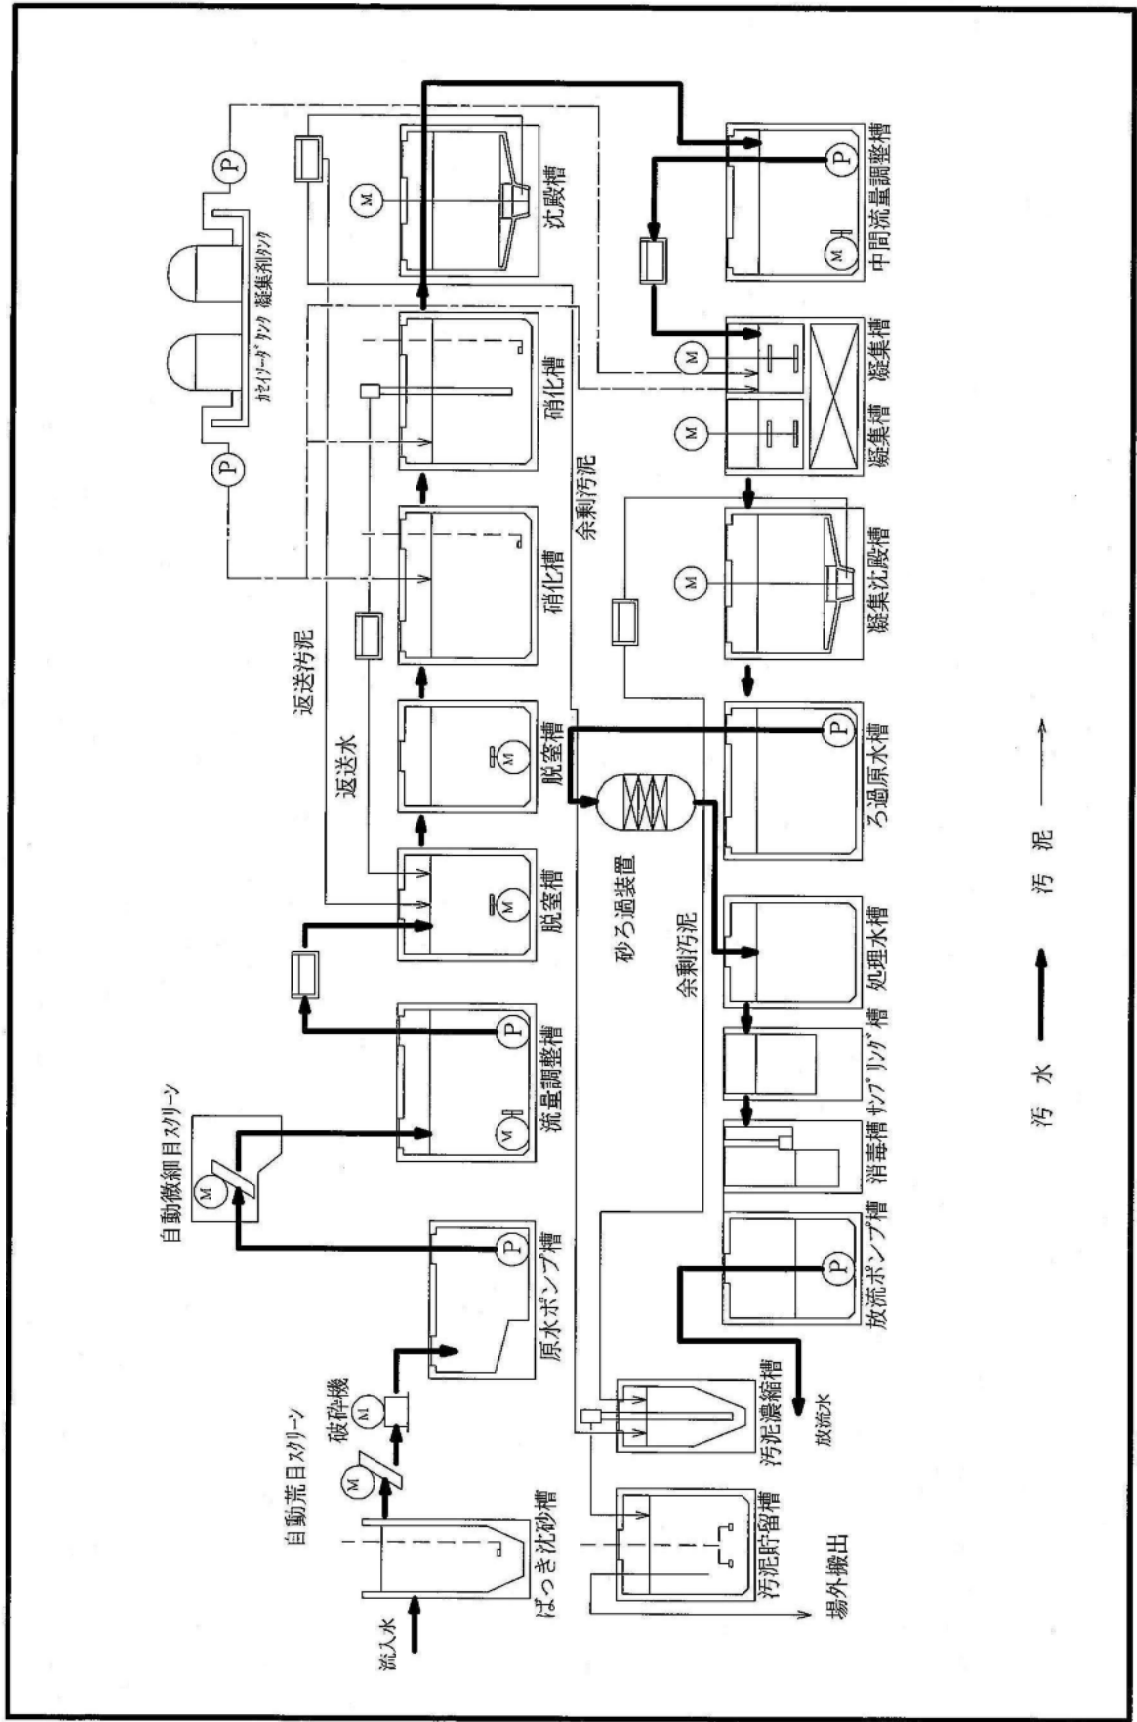 流入水
ばっき沈砂槽
自動荒目スクリーン
M
破砕機
M
原水ポンプ槽
P
自動微細目スクリーン
M
流量調整槽
M
P
脱窒槽
M
脱窒槽
M
返送水
返送汚泥
硝化槽
硝化槽
カセイソーダタンク
凝集剤タンク
P
P
沈殿槽
M
余剰汚泥
中間流量調整槽
M
P
凝集槽
M
凝集槽
M
凝集沈殿槽
M
ろ過原水槽
P
砂ろ過装置
余剰汚泥
処理水槽
サンプリング槽
消毒槽
放流ポンプ槽
P
放流水
汚泥濃縮槽
汚泥貯留槽
場外搬出
汚水
汚泥